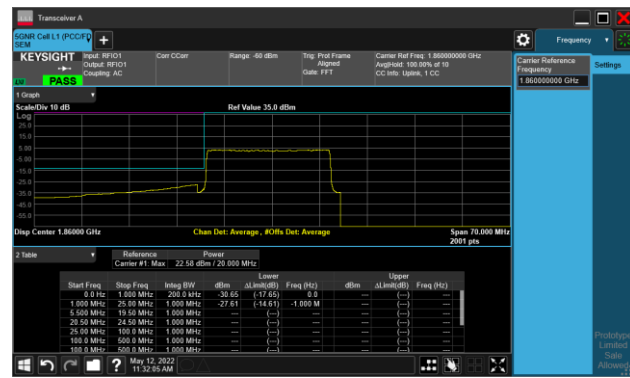 Transceiver A
5GNR Cell L1 (PCC/FD
SEM
Frequency
KEYSIGHT
Input: RFIO1
Output: RFIO1
Coupling: AC
Corr CCorr
Range: -60 dBm
Trig: Prot Frame
Aligned
Gate: FFT
Carrier Ref Freq: 1.860000000 GHz
Avg|Hold: 100.00% of 10
CC Info: Uplink, 1 CC
PASS
Carrier Reference
Frequency
1.860000000 GHz
Settings
1 Graph
Scale/Div 10 dB
Ref Value 35.0 dBm
Log
25.0
15.0
5.00
-5.00
-15.0
-25.0
-35.0
-45.0
-55.0
Disp Center 1.86000 GHz
Chan Det: Average , #Offs Det: Average
Span 70.000 MHz
2001 pts
2 Table
Reference Power
Carrier #1: Max 22.58 dBm / 20.000 MHz
Lower Upper
Start Freq Stop Freq Integ BW dBm ΔLimit(dB) Freq (Hz) dBm ΔLimit(dB) Freq (Hz)
0.0 Hz 1.000 MHz 200.0 kHz -30.65 (-17.65) 0.0 --- (---) ---
1.000 MHz 25.00 MHz 1.000 MHz -27.61 (-14.61) -1.000 M --- (---) ---
5.500 MHz 19.50 MHz 1.000 MHz --- (---) --- --- (---) ---
20.50 MHz 24.50 MHz 1.000 MHz --- (---) --- --- (---) ---
25.00 MHz 100.0 MHz 1.000 MHz --- (---) --- --- (---) ---
100.0 MHz 500.0 MHz 1.000 MHz --- (---) --- --- (---) ---
100.0 MHz 500.0 MHz 1.000 MHz --- (---) --- --- (---) ---
May 12, 2022
11:32:05 AM
Prototype
Limited
Sale
Allowed